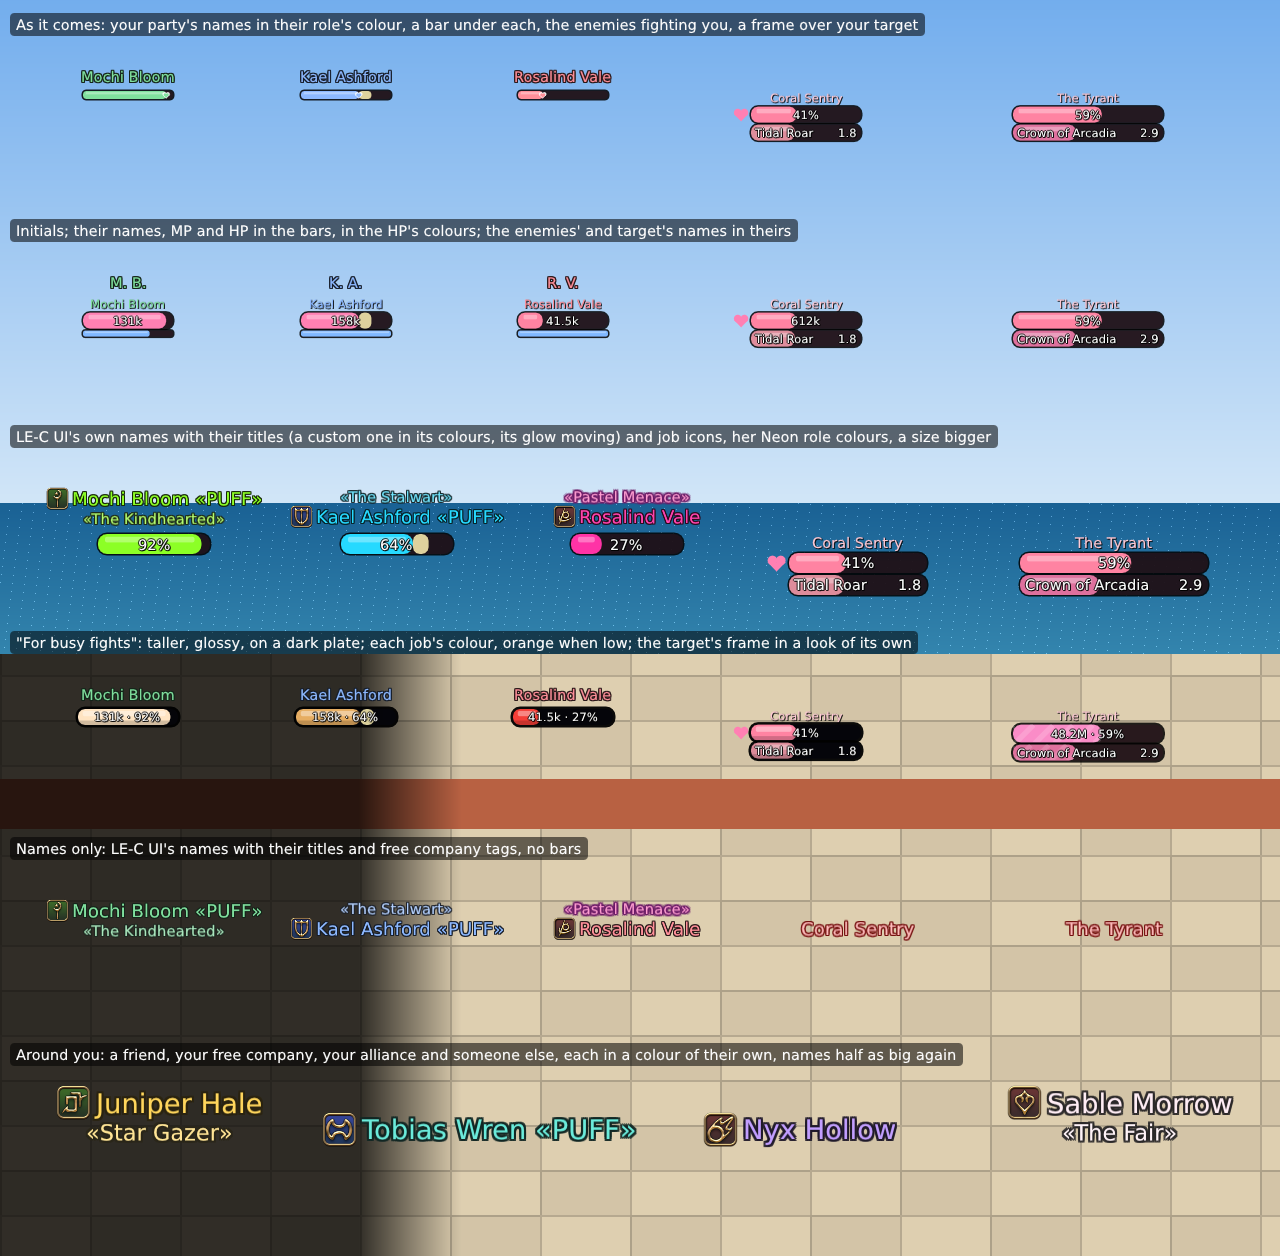 As it comes: your party's names in their role's colour, a bar under each, the enemies fighting you, a frame over your target
Mochi Bloom
Kael Ashford
Rosalind Vale
Coral Sentry
41%
Tidal Roar 1.8
The Tyrant
59%
Crown of Arcadia 2.9
Initials; their names, MP and HP in the bars, in the HP's colours; the enemies' and target's names in theirs
M. B.
Mochi Bloom
131k
K. A.
Kael Ashford
158k
R. V.
Rosalind Vale
41.5k
Coral Sentry
612k
Tidal Roar 1.8
The Tyrant
59%
Crown of Arcadia 2.9
LE-C UI's own names with their titles (a custom one in its colours, its glow moving) and job icons, her Neon role colours, a size bigger
Mochi Bloom «PUFF»
«The Kindhearted»
92%
«The Stalwart»
Kael Ashford «PUFF»
64%
«Pastel Menace»
Rosalind Vale
27%
Coral Sentry
41%
Tidal Roar 1.8
The Tyrant
59%
Crown of Arcadia 2.9
"For busy fights": taller, glossy, on a dark plate; each job's colour, orange when low; the target's frame in a look of its own
Mochi Bloom
131k · 92%
Kael Ashford
158k · 64%
Rosalind Vale
41.5k · 27%
Coral Sentry
41%
Tidal Roar 1.8
The Tyrant
48.2M · 59%
Crown of Arcadia 2.9
Names only: LE-C UI's names with their titles and free company tags, no bars
Mochi Bloom «PUFF»
«The Kindhearted»
«The Stalwart»
Kael Ashford «PUFF»
«Pastel Menace»
Rosalind Vale
Coral Sentry
The Tyrant
Around you: a friend, your free company, your alliance and someone else, each in a colour of their own, names half as big again
Juniper Hale
«Star Gazer»
Tobias Wren «PUFF»
Nyx Hollow
Sable Morrow
«The Fair»